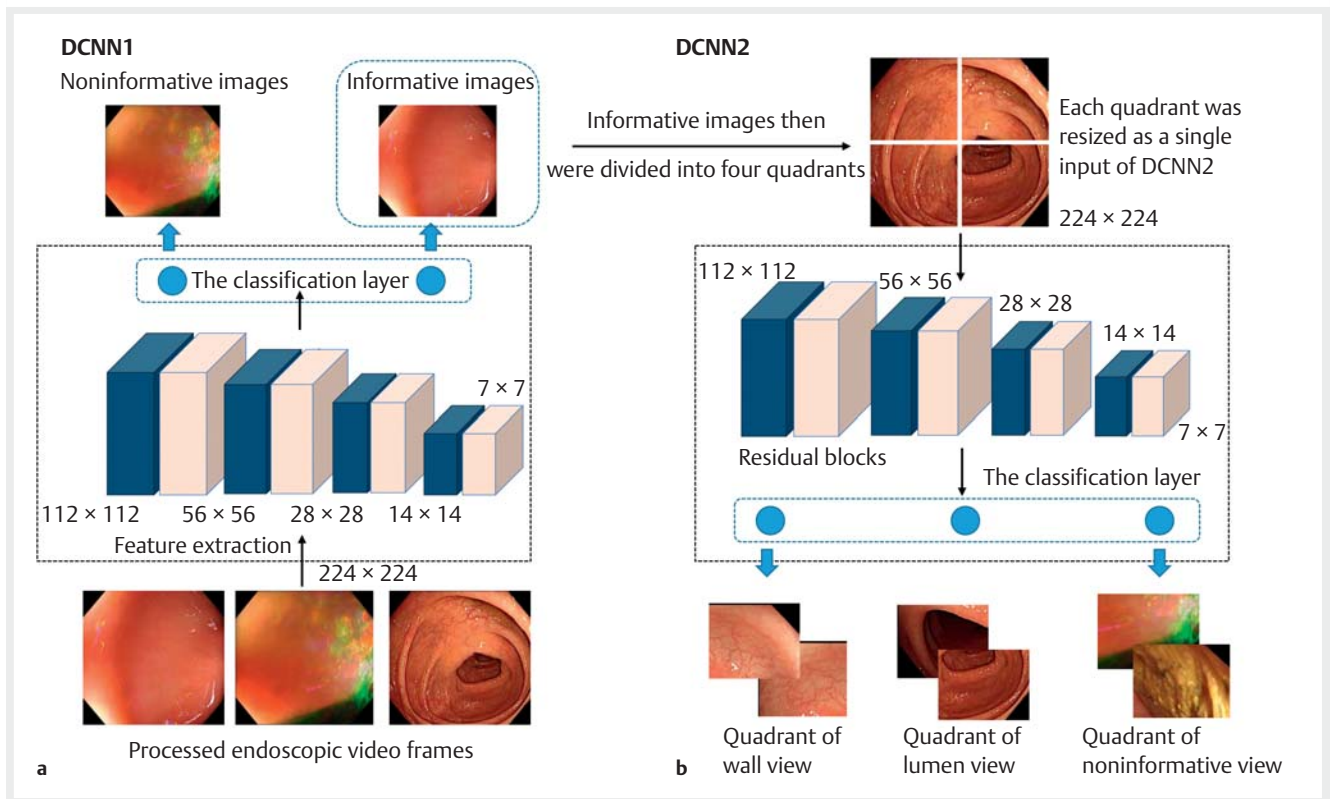 DCNN1
Noninformative images
Informative images
The classification layer
7 × 7
112 × 112
56 × 56
28 × 28
14 × 14
Feature extraction
224 × 224
Processed endoscopic video frames
a
Informative images then
were divided into four quadrants
DCNN2
Each quadrant was
resized as a single
input of DCNN2
224 × 224
112 × 112
56 × 56
28 × 28
14 × 14
7 × 7
Residual blocks
The classification layer
Quadrant of
wall view
Quadrant of
lumen view
Quadrant of
noninformative view
b